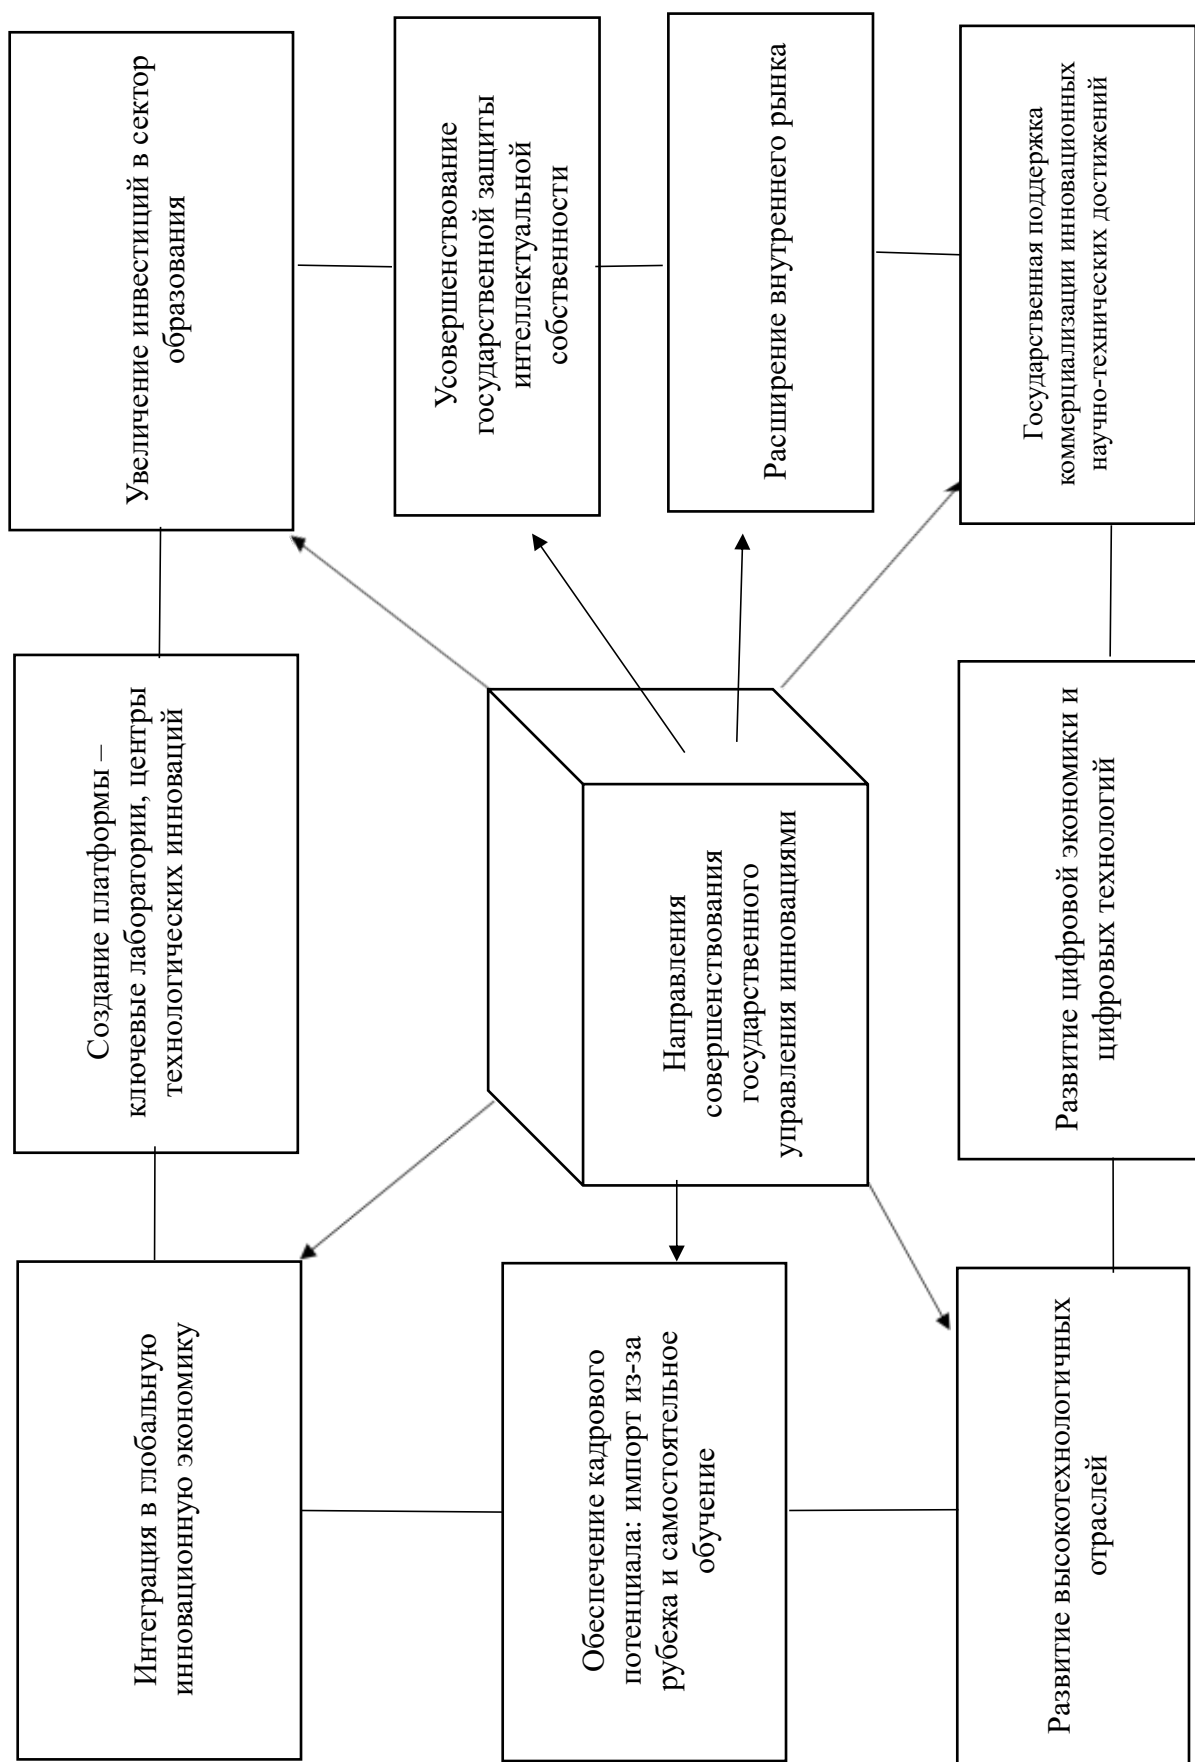 Интеграция в глобальную
инновационную экономику
Создание платформы –
ключевые лаборатории, центры
технологических инноваций
Увеличение инвестиций в сектор
образования
Усовершенствование
государственной защиты
интеллектуальной
собственности
Обеспечение кадрового
потенциала: импорт из-за
рубежа и самостоятельное
обучение
Направления
совершенствования
государственного
управления инновациями
Расширение внутреннего рынка
Развитие высокотехнологичных
отраслей
Развитие цифровой экономики и
цифровых технологий
Государственная поддержка
коммерциализации инновационных
научно-технических достижений